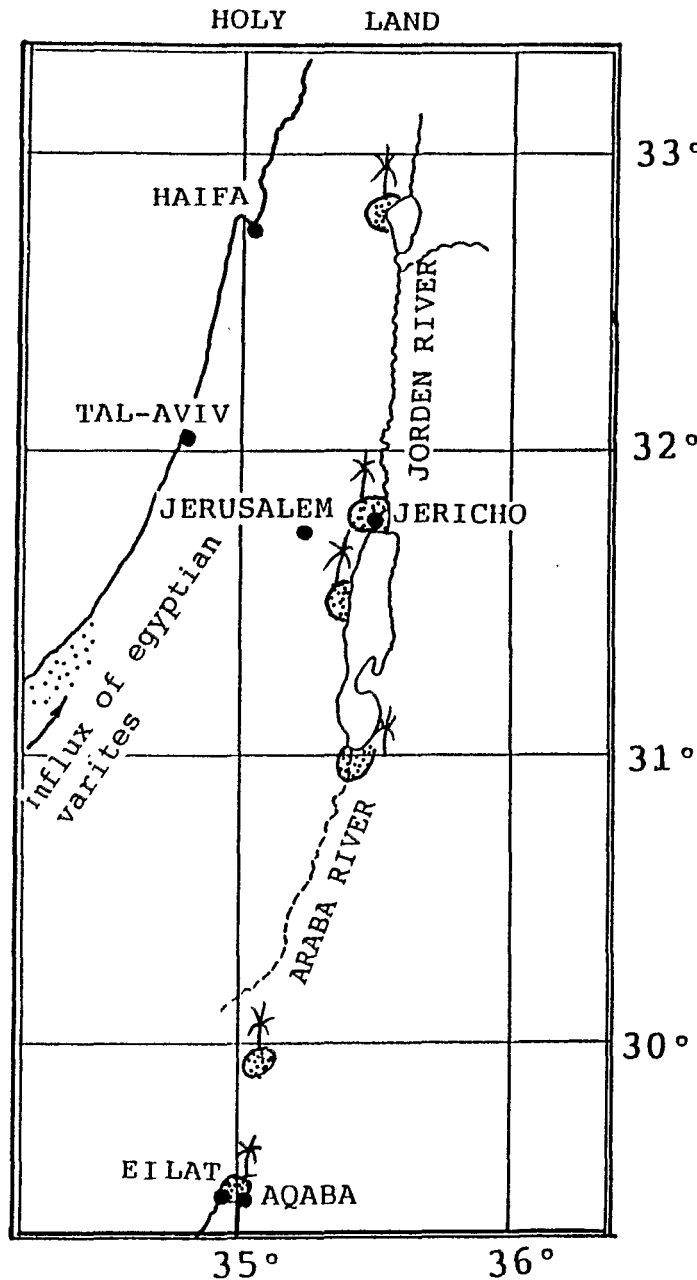 HOLY LAND
33°
HAIFA
JORDEN RIVER
TAL-AVIV
32°
JERUSALEM
JERICHO
Influx of egyptian
varites
31°
ARABA RIVER
30°
EILAT
AQABA
35° 36°